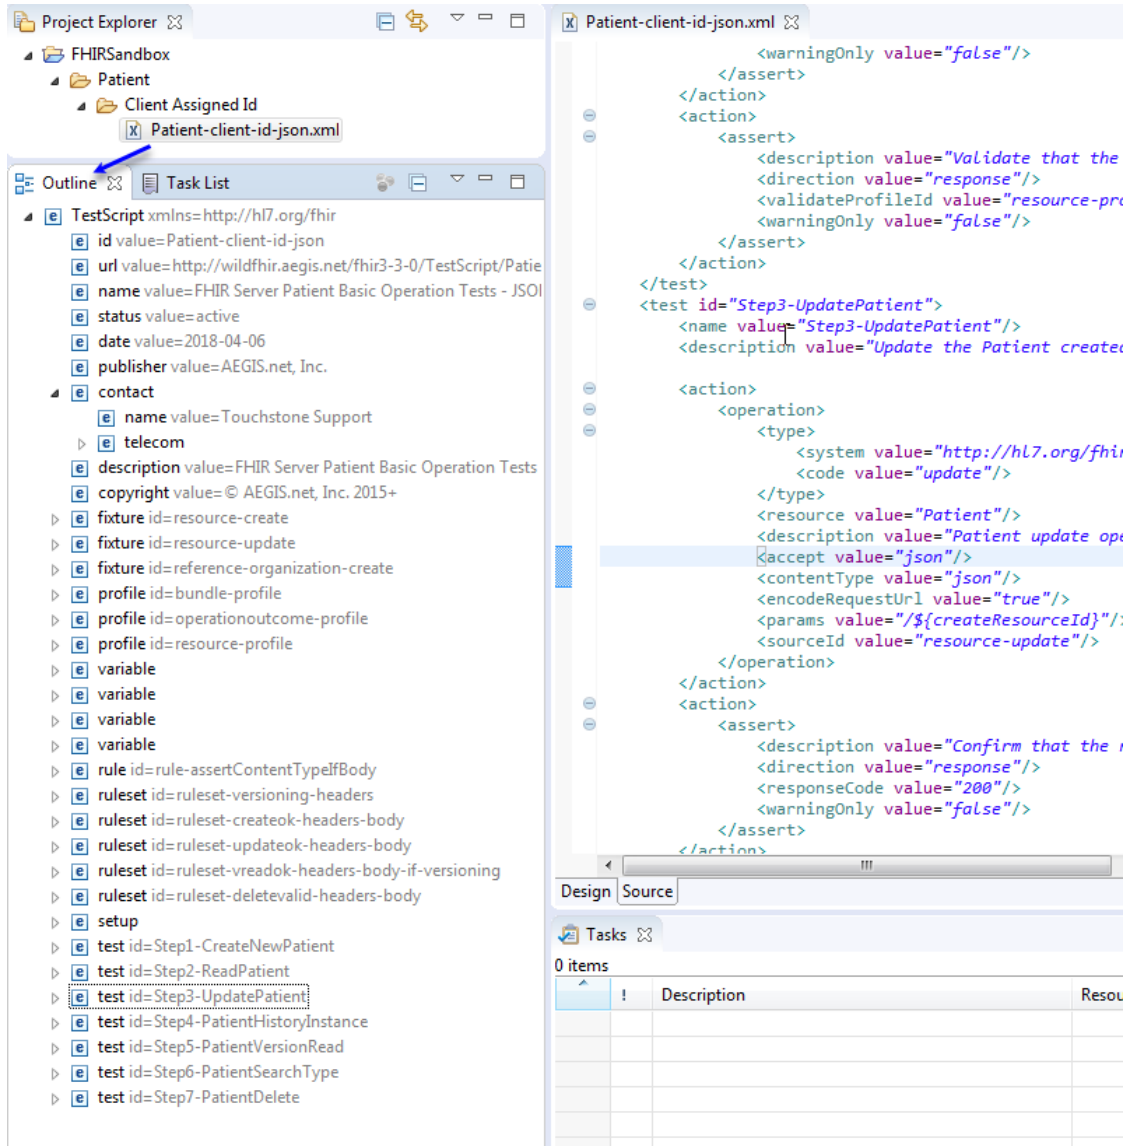 Project Explorer
FHIRSandbox
Patient
Client Assigned Id
Patient-client-id-json.xml
Outline
Task List
TestScript xmlns=http://hl7.org/fhir
id value=Patient-client-id-json
url value=http://wildfhir.aegis.net/fhir3-3-0/TestScript/Patie
name value=FHIR Server Patient Basic Operation Tests - JSO
status value=active
date value=2018-04-06
publisher value=AEGIS.net, Inc.
contact
name value=Touchstone Support
telecom
description value=FHIR Server Patient Basic Operation Tests
copyright value=© AEGIS.net, Inc. 2015+
fixture id=resource-create
fixture id=resource-update
fixture id=reference-organization-create
profile id=bundle-profile
profile id=operationoutcome-profile
profile id=resource-profile
variable
variable
variable
variable
rule id=rule-assertContentTypeIfBody
ruleset id=ruleset-versioning-headers
ruleset id=ruleset-createok-headers-body
ruleset id=ruleset-updateok-headers-body
ruleset id=ruleset-vreadok-headers-body-if-versioning
ruleset id=ruleset-deletevalid-headers-body
setup
test id=Step1-CreateNewPatient
test id=Step2-ReadPatient
test id=Step3-UpdatePatient
test id=Step4-PatientHistoryInstance
test id=Step5-PatientVersionRead
test id=Step6-PatientSearchType
test id=Step7-PatientDelete
Patient-client-id-json.xml
<warningOnly value="false"/>
</assert>
</action>
<action>
<assert>
<description value="Validate that the
<direction value="response"/>
<validateProfileId value="resource-pro
<warningOnly value="false"/>
</assert>
</action>
</test>
<test id="Step3-UpdatePatient">
<name value="Step3-UpdatePatient"/>
<description value="Update the Patient created
<action>
<operation>
<type>
<system value="http://hl7.org/fhir
<code value="update"/>
</type>
<resource value="Patient"/>
<description value="Patient update ope
<accept value="json"/>
<contentType value="json"/>
<encodeRequestUrl value="true"/>
<params value="/${createResourceId}"/>
<sourceId value="resource-update"/>
</operation>
</action>
<action>
<assert>
<description value="Confirm that the r
<direction value="response"/>
<responseCode value="200"/>
<warningOnly value="false"/>
</assert>
</action>
Design
Source
Tasks
0 items
! Description Resou